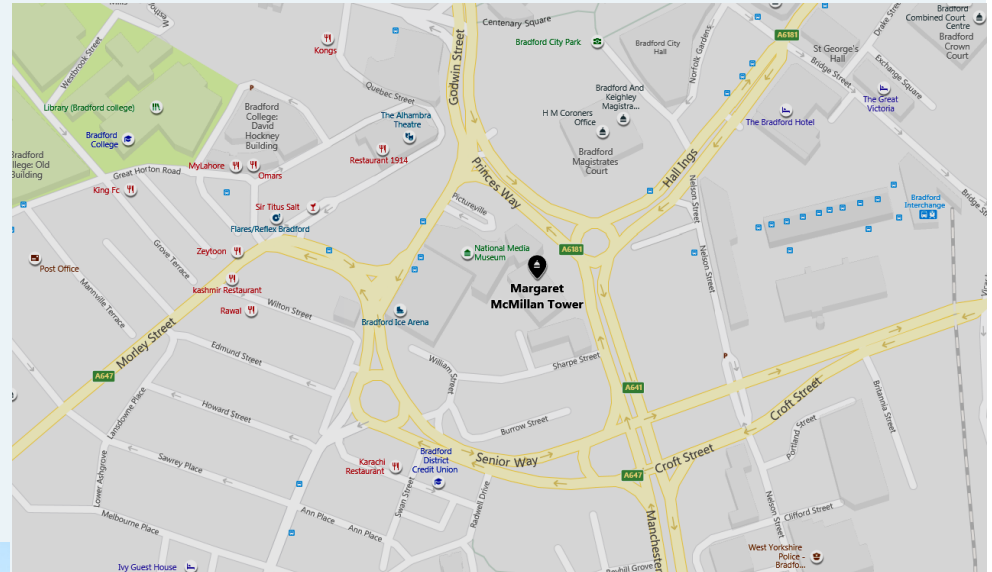 Centenary Square
Bradford
Combined Court
Centre
Bradford
Crown
Court
Drake Street
Westbrook Street
Kongs
Godwin Street
Bradford City Park
Bradford City
Hall
Norfolk Gardens
A6181
St George's
Hall
Bridge Street
Exchange Square
Quebec Street
Library (Bradford college)
Bradford
College:
David
Hockney
Building
The Alhambra
Theatre
Restaurant 1914
Bradford And
Keighley
Magistra...
H M Coroners
Office
Bradford
Magistrates
Court
The Bradford Hotel
The Great
Victoria
Bradford
College
Bradford
llege: Old
Building
MyLahore
Omars
Great Horton Road
King Fc
Princes Way
Hall Ings
Nelson Street
Bradford
Interchange
Bridge St
Sir Titus Salt
Flares/Reflex Bradford
Pictureville
National Media
Museum
A6181
Nelson Street
Post Office
Grove Terrace
Zeytoon
kashmir Restaurant
Mannville Terrace
Rawal
Wilton Street
Margaret
McMillan Tower
Bradford Ice Arena
Morley Street
A647
Edmund Street
William Street
Sharpe Street
Lansdowne Place
Howard Street
A641
Croft Street
Britannia Street
Burrow Street
Portland Street
Sawrey Place
Karachi
Restaurant
Bradford
District
Credit Union
Senior Way
A647
Croft Street
Lower Ashgrove
Swan Street
Radwell Drive
Nelson Street
Clifford Street
Melbourne Place
Ann Place
Ann Place
Manchester
West Yorkshire
Police -
Bradfo...
Ivy Guest House